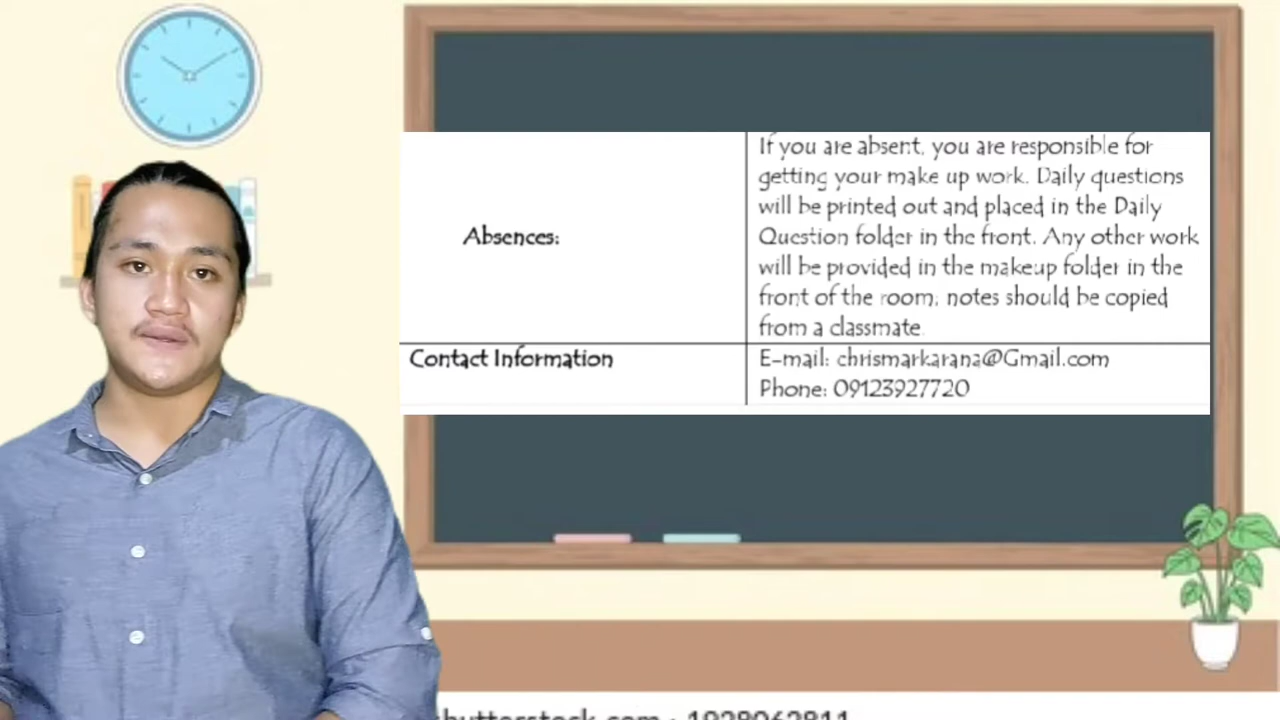 If you are absent, you are responsible for
getting your make up work. Daily questions
will be printed out and placed in the Daily
Absences:
Question folder in the front. Any other work
will be provided in the makeup folder in the
front of the room, notes should be copied
from a classmate
Contact Information
E-mail: chrismarkarana@Gmail.com
Phone: 09123927720
shutterstock.com · 1928962811